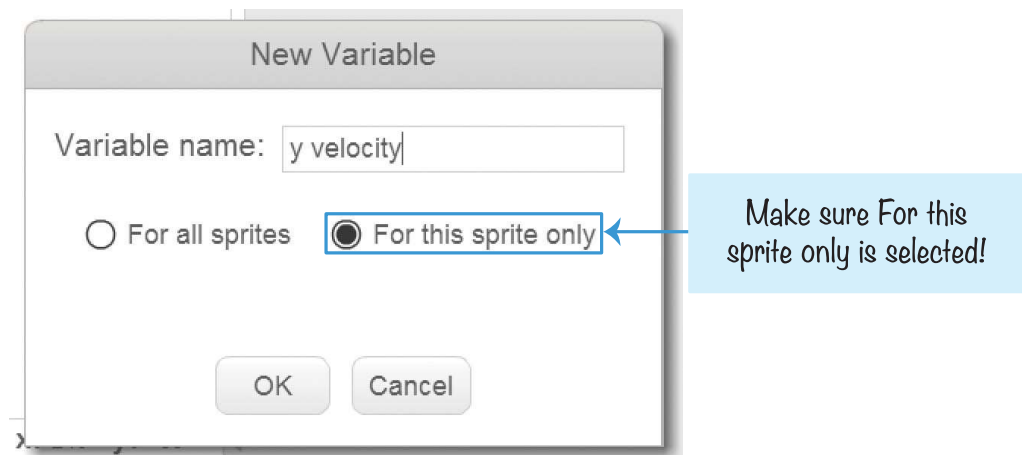 New Variable
Variable name: y velocity
For all sprites For this sprite only
Make sure For this
sprite only is selected!
OK Cancel